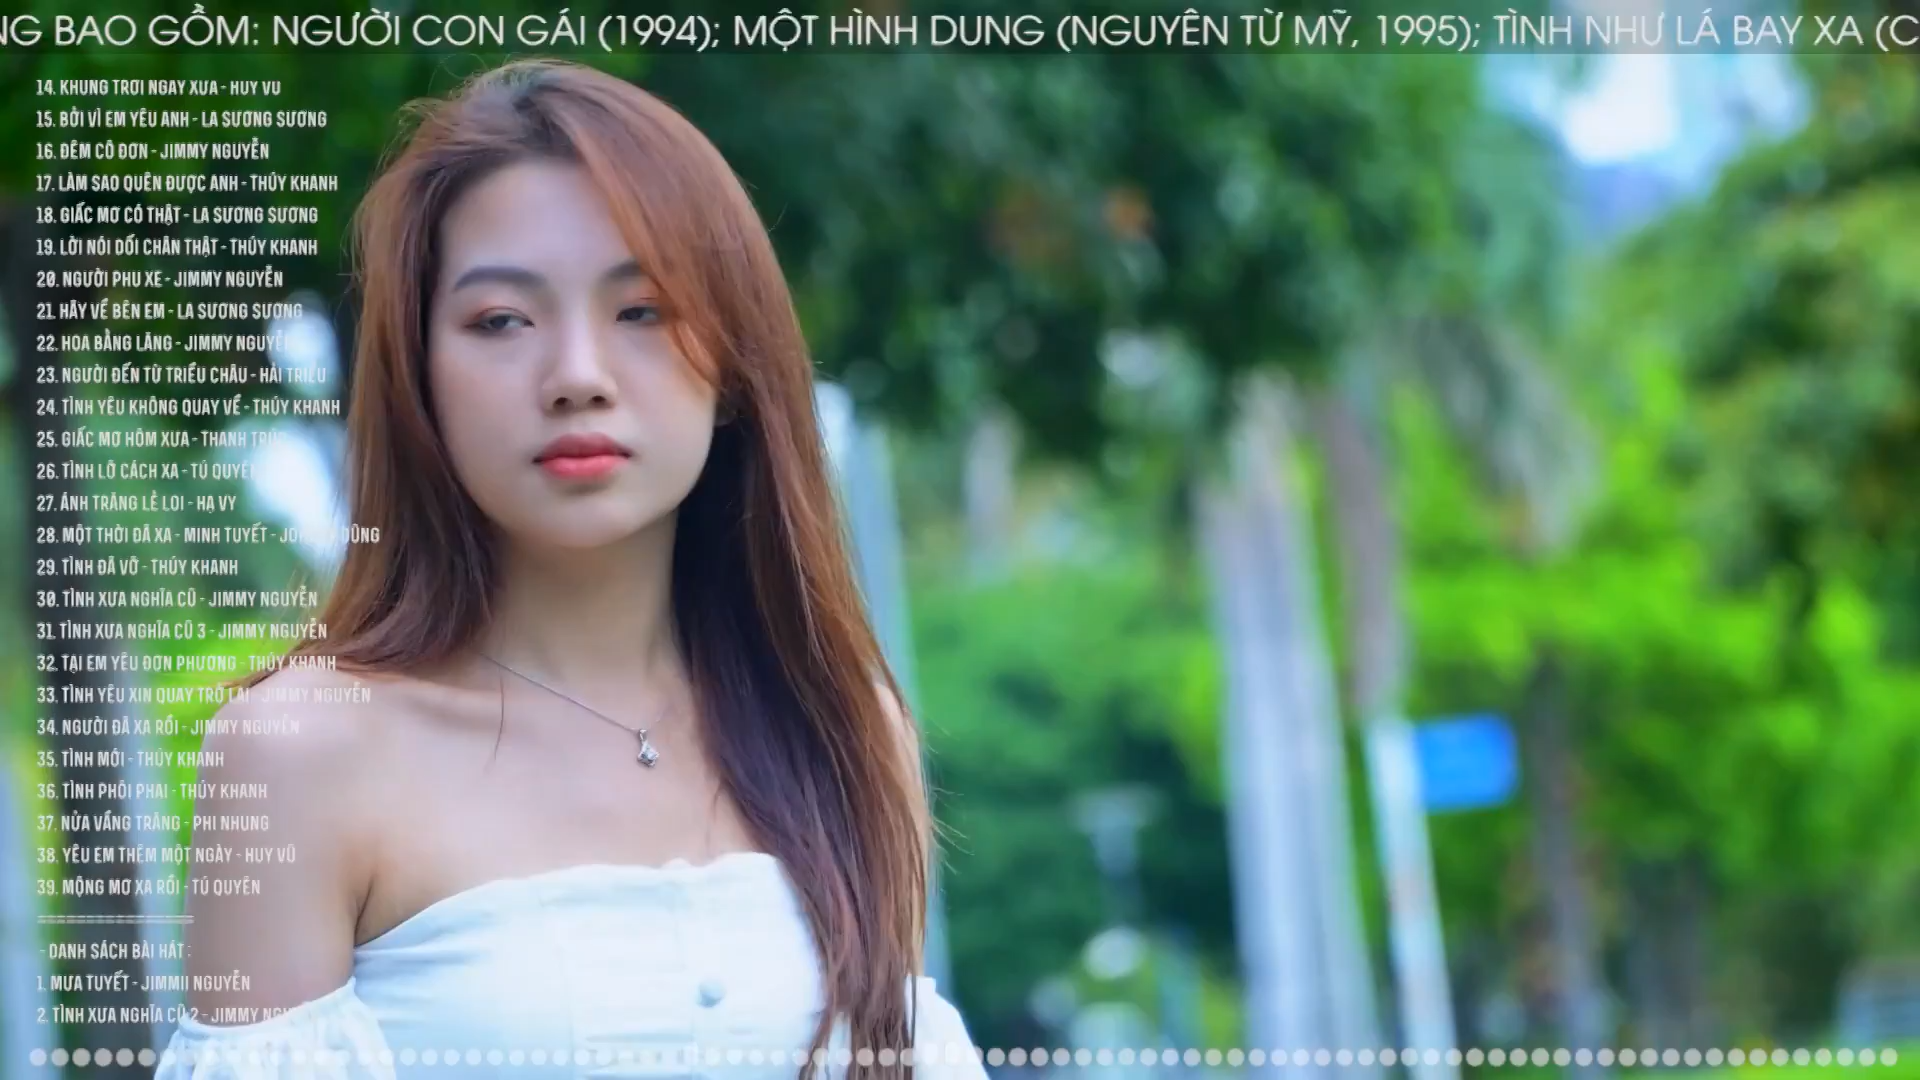 NG BAO GỒM: NGƯỜI CON GÁI (1994); MỘT HÌNH DUNG (NGUYÊN TỪ MỸ, 1995); TÌNH NHƯ LÁ BAY XA (C
14. KHUNG TRƠI NGAY XƯA - HUY VU
15. BỞI VÌ EM YÊU ANH - LA SƯƠNG SƯƠNG
16. ĐÊM CÔ ĐƠN - JIMMY NGUYỄN
17. LÀM SAO QUÊN ĐƯỢC ANH - THÚY KHANH
18. GIẤC MƠ CÓ THẬT - LA SƯƠNG SƯƠNG
19. LỜI NÓI DỐI CHÂN THẬT - THÚY KHANH
20. NGƯỜI PHU XE - JIMMY NGUYỄN
21. HÃY VỀ BÊN EM - LA SƯƠNG SƯƠNG
22. HOA BẰNG LĂNG - JIMMY NGUYỄN
23. NGƯỜI ĐẾN TỪ TRIỀU CHÂU - HẢI TRIỀU
24. TÌNH YÊU KHÔNG QUAY VỀ - THÚY KHANH
25. GIẤC MƠ HÔM XƯA - THANH TRÚC
26. TÌNH LỠ CÁCH XA - TÚ QUYÊN
27. ÁNH TRĂNG LẺ LOI - HẠ VY
28. MỘT THỜI ĐÃ XA - MINH TUYẾT - JOHNNY DŨNG
29. TÌNH ĐÃ VỠ - THÚY KHANH
30. TÌNH XƯA NGHĨA CŨ - JIMMY NGUYỄN
31. TÌNH XƯA NGHĨA CŨ 3 - JIMMY NGUYỄN
32. TẠI EM YÊU ĐƠN PHƯƠNG - THÚY KHANH
33. TÌNH YÊU XIN QUAY TRỞ LẠI - JIMMY NGUYỄN
34. NGƯỜI ĐÃ XA RỒI - JIMMY NGUYỄN
35. TÌNH MỚI - THÚY KHANH
36. TÌNH PHÔI PHAI - THÚY KHANH
37. NỬA VẦNG TRĂNG - PHI NHUNG
38. YÊU EM THÊM MỘT NGÀY - HUY VŨ
39. MỘNG MƠ XA RỒI - TÚ QUYÊN
==================
- DANH SÁCH BÀI HÁT :
1. MƯA TUYẾT - JIMMII NGUYỄN
2. TÌNH XƯA NGHĨA CŨ 2 - JIMMY